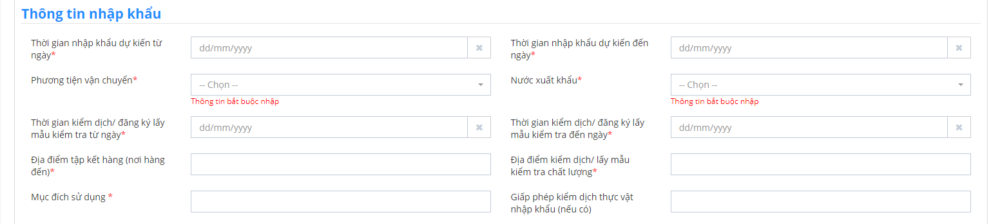 Thông tin nhập khẩu
Thời gian nhập khẩu dự kiến từ
ngày*
dd/mm/yyyy
Thời gian nhập khẩu dự kiến đến
ngày*
dd/mm/yyyy
Phương tiện vận chuyển*
-- Chọn --
Thông tin bắt buộc nhập
Nước xuất khẩu*
-- Chọn --
Thông tin bắt buộc nhập
Thời gian kiểm dịch/ đăng ký lấy
mẫu kiểm tra từ ngày*
dd/mm/yyyy
Thời gian kiểm dịch/ đăng ký lấy
mẫu kiểm tra đến ngày*
dd/mm/yyyy
Địa điểm tập kết hàng (nơi hàng
đến)*
Địa điểm kiểm dịch/ lấy mẫu
kiểm tra chất lượng*
Mục đích sử dụng *
Giấp phép kiểm dịch thực vật
nhập khẩu (nếu có)